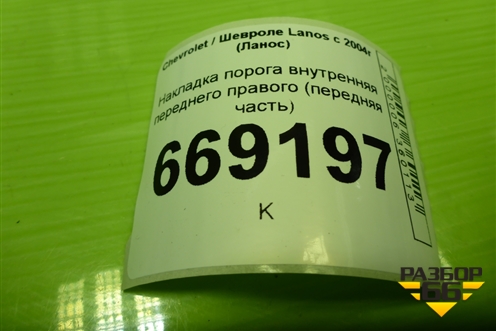 Chevrolet / Шевроле Lanos с 2004г
(Ланос)
Накладка порога внутренняя
переднего правого (передняя
часть)
669197
К
РАЗБОР
66